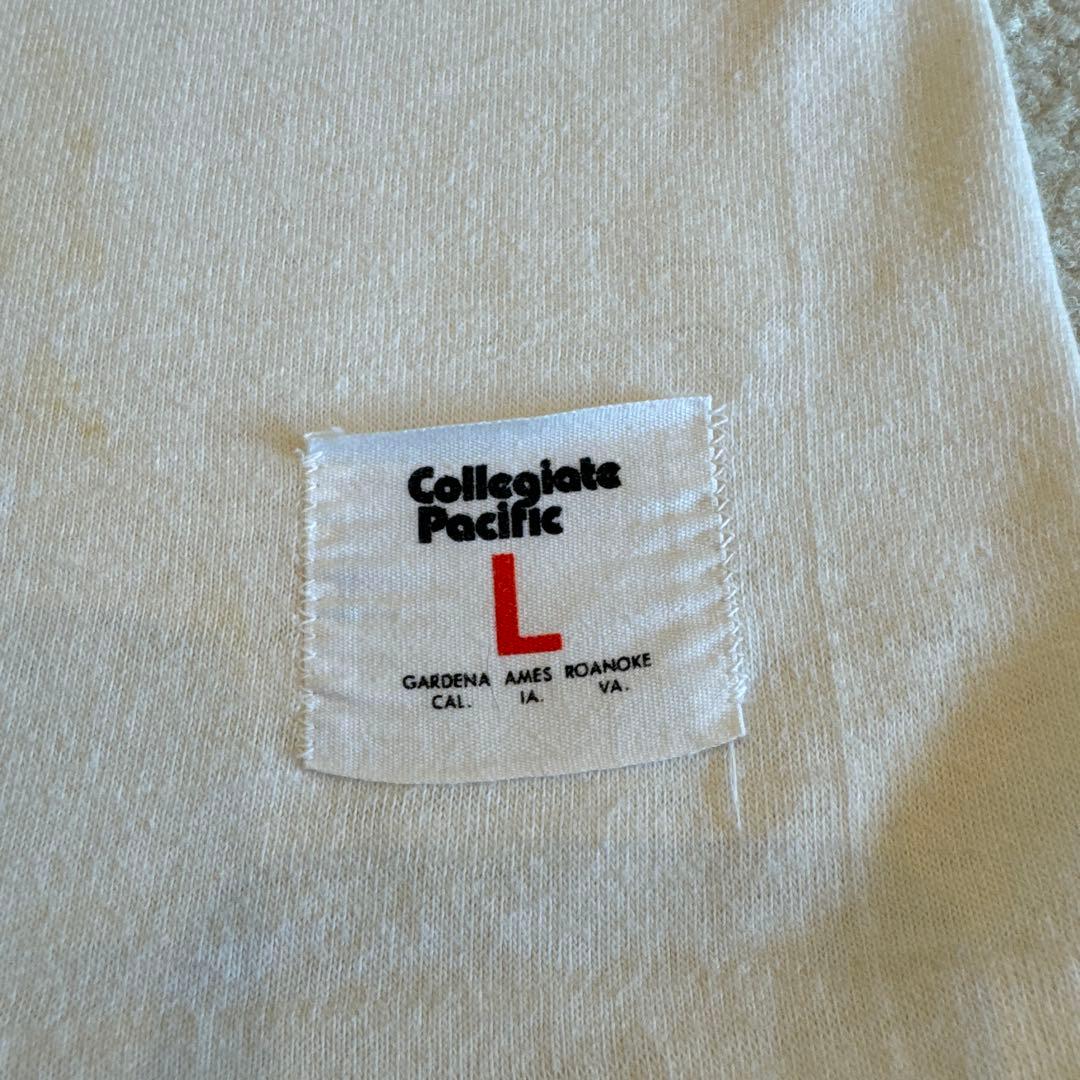 Collegiate
Pacific
L
GARDENA AMES ROANOKE
CAL. IA. VA.